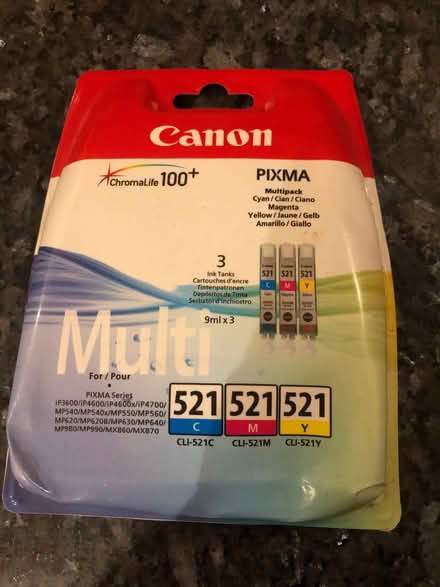 Canon
ChromaLife 100+
PIXMA
Multipack
Cyan / Cian / Ciano
Magenta
Yellow / Jaune / Gelb
Amarillo / Giallo
3
Ink Tanks
Cartouches d'encre
Tintenpatronen
Depósitos de Tinta
Serbatoi d'inchiostro
9ml x 3
Canon
521
C
521
M
521
Y
Multi
For / Pour
PIXMA Series
iP3600/iP4600/iP4600x/iP4700/
MP540/MP540x/MP550/MP560/
MP620/MP620B/MP630/MP640/
MP980/MP990/MX860/MX870
521
C
CLI-521C
521
M
CLI-521M
521
Y
CLI-521Y